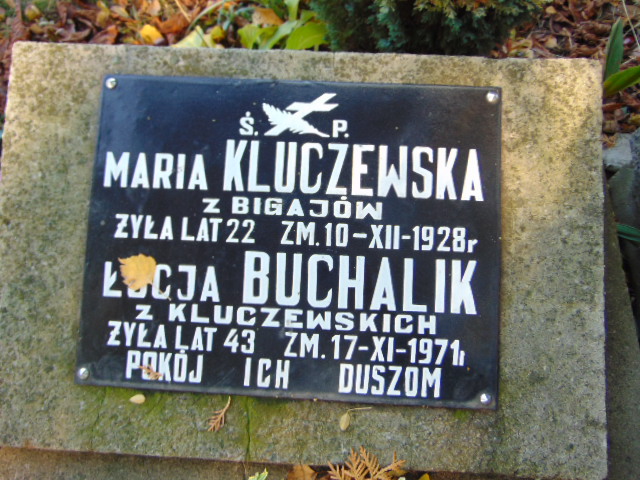 Ś. P.
MARIA KLUCZEWSKA
Z BIGAJÓW
ŻYŁA LAT 22 ZM. 10-XII-1928r
ŁUCJA BUCHALIK
Z KLUCZEWSKICH
ŻYŁA LAT 43 ZM. 17-XI-1971r
POKÓJ ICH DUSZOM